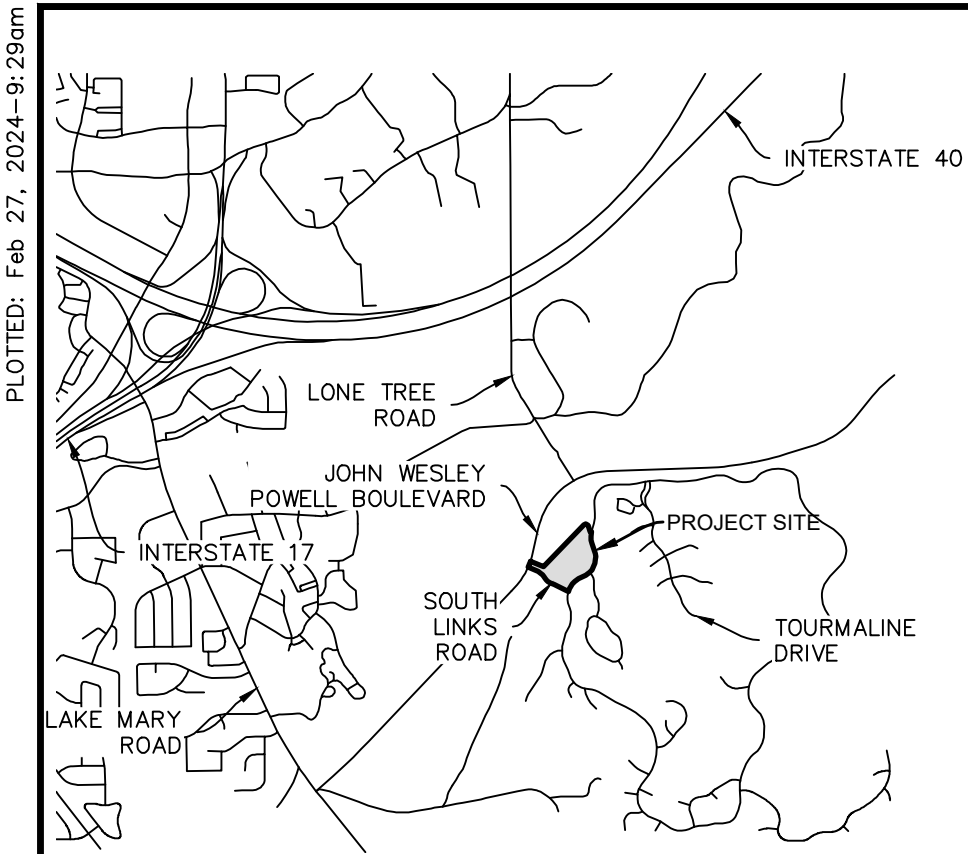 PLOTTED: Feb 27, 2024-9:29am
INTERSTATE 40
LONE TREE
ROAD
JOHN WESLEY
POWELL BOULEVARD
PROJECT SITE
INTERSTATE 17
SOUTH
LINKS
ROAD
TOURMALINE
DRIVE
LAKE MARY
ROAD